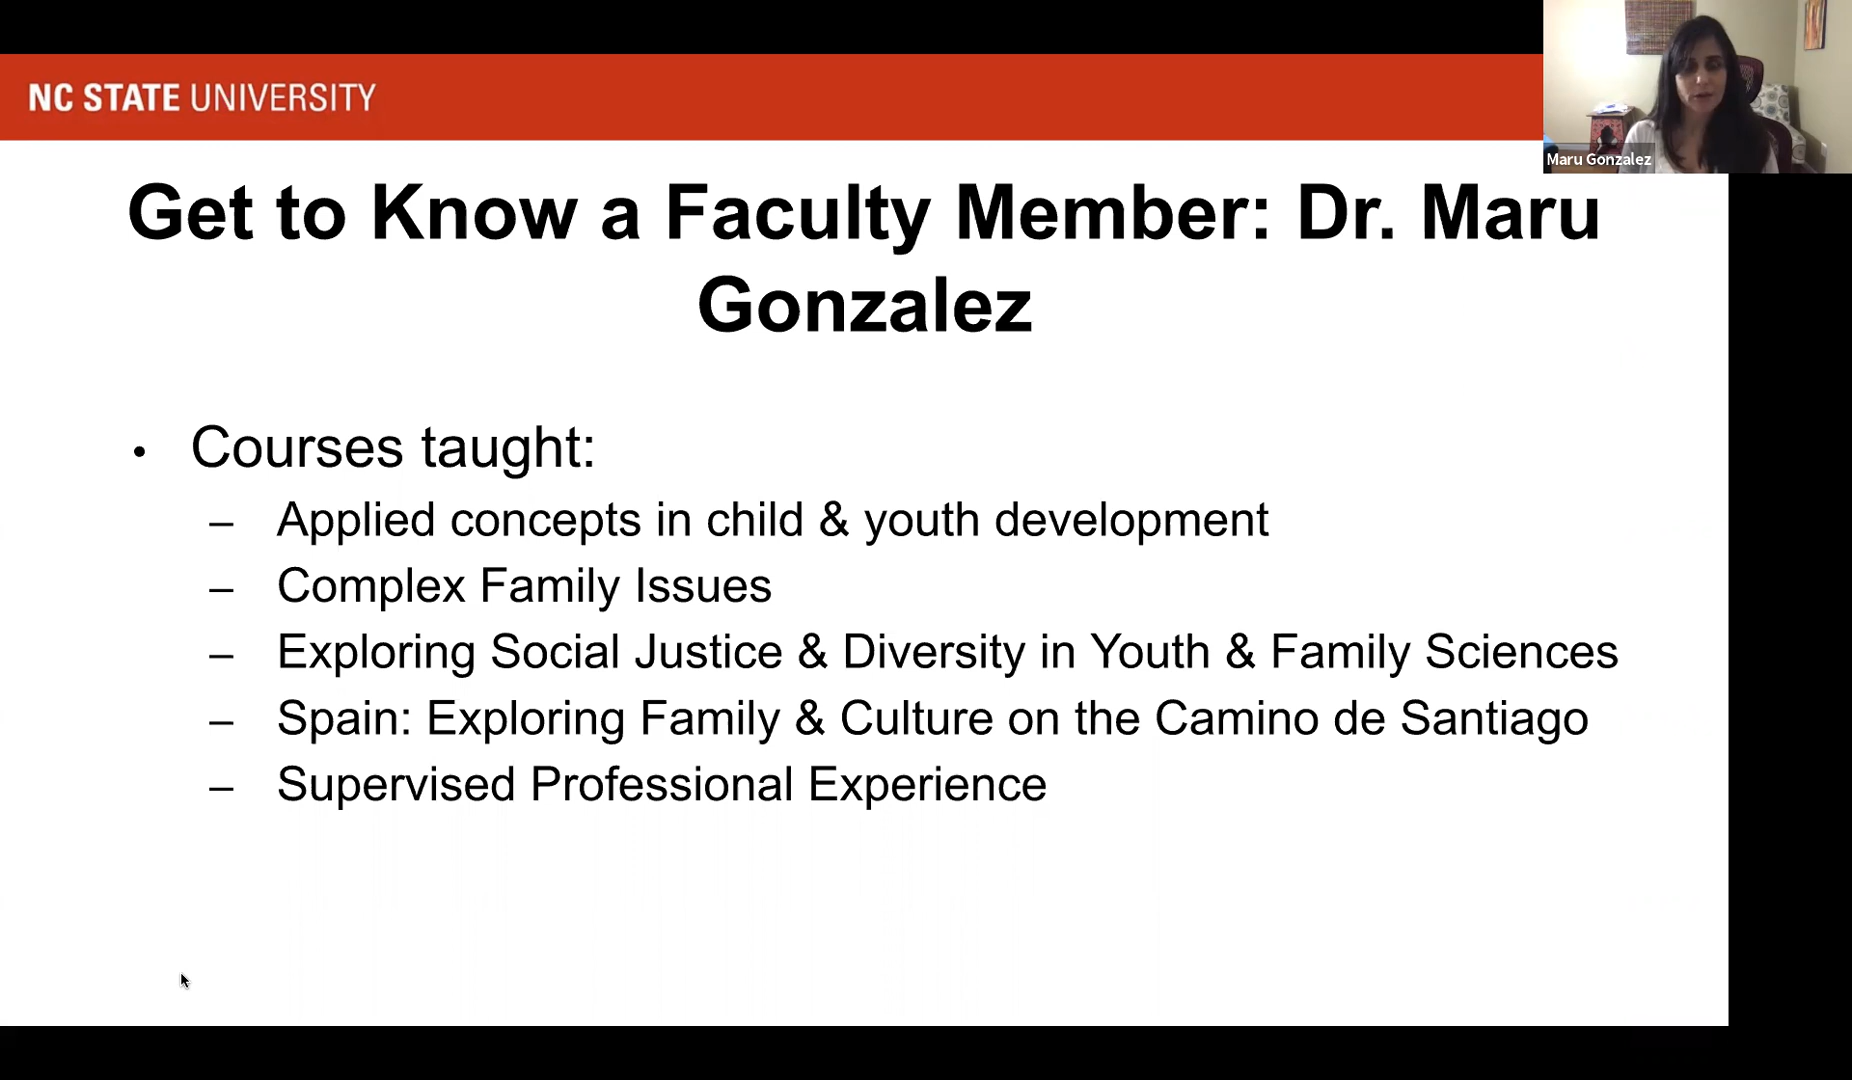 NC STATE UNIVERSITY
Maru Gonzalez
Get to Know a Faculty Member: Dr. Maru
Gonzalez
• Courses taught:
– Applied concepts in child & youth development
– Complex Family Issues
– Exploring Social Justice & Diversity in Youth & Family Sciences
– Spain: Exploring Family & Culture on the Camino de Santiago
– Supervised Professional Experience